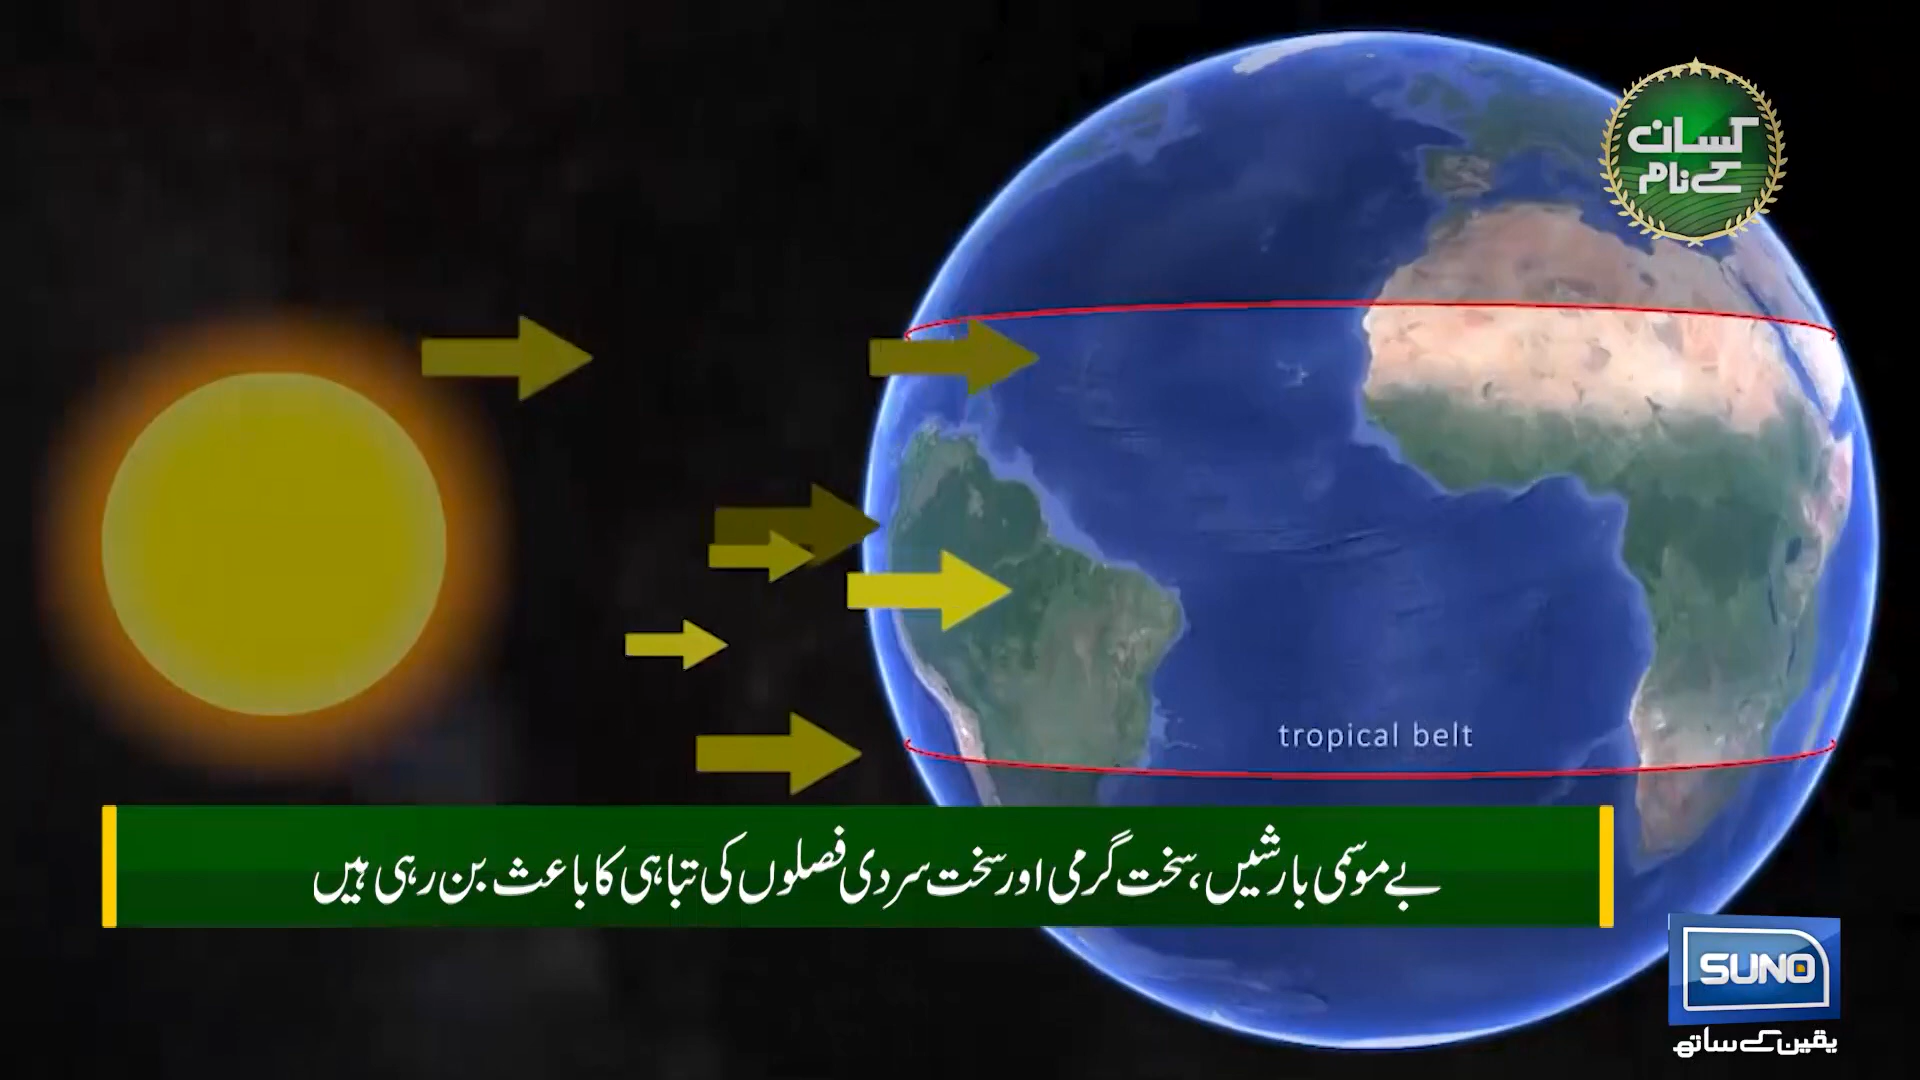 کسان
کے نام
tropical belt
بے موسمی بارشیں، سخت گرمی اور سخت سردی فصلوں کی تباہی کا باعث بن رہی ہیں
SUNO
یقین کے ساتھ